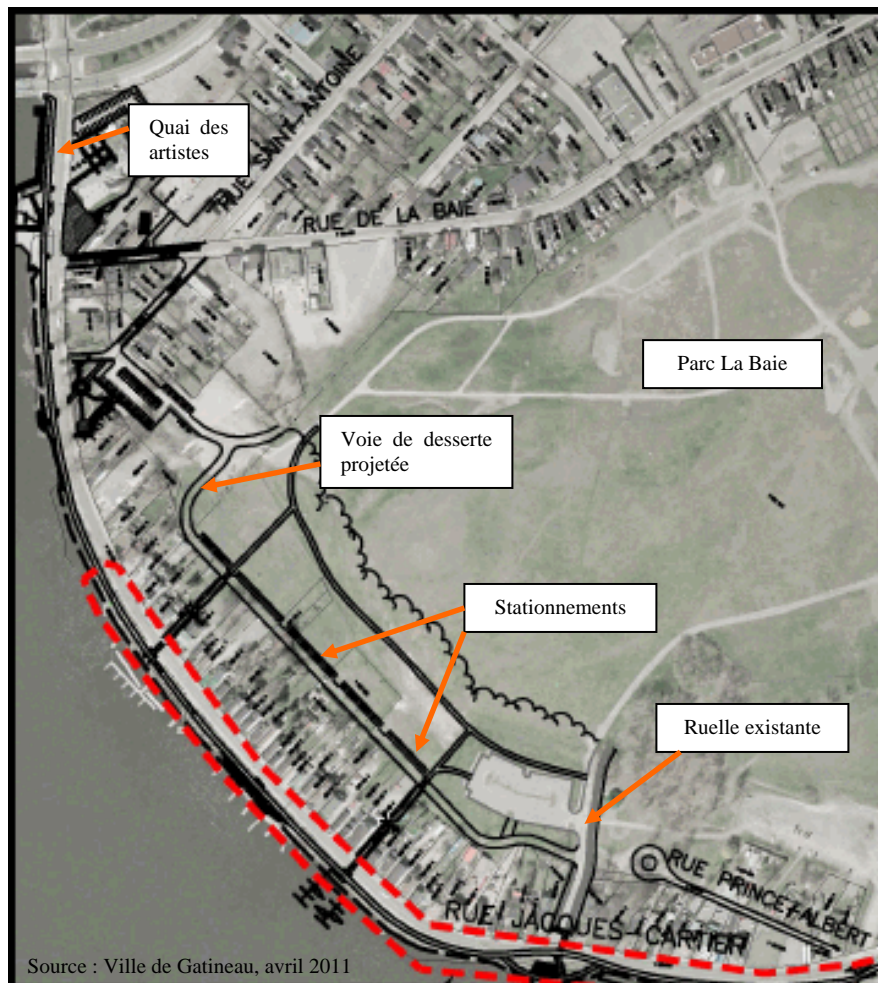 Quai des
artistes
RUE SAINT-ANTOINE
RUE DE LA BAIE
Parc La Baie
Voie de desserte
projetée
Stationnements
Ruelle existante
RUE PRINCE-ALBERT
RUE JACQUES-CARTIER
Source : Ville de Gatineau, avril 2011